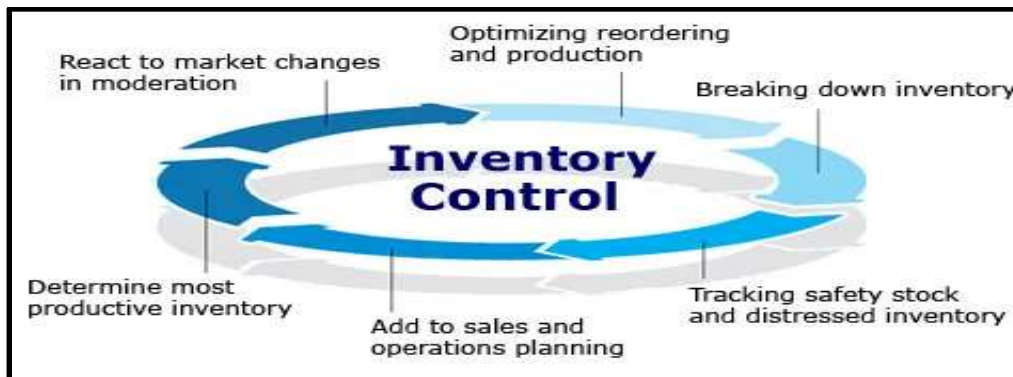 Optimizing reordering
and production
React to market changes
in moderation
Breaking down inventory
Inventory
Control
Determine most
productive inventory
Add to sales and
operations planning
Tracking safety stock
and distressed inventory